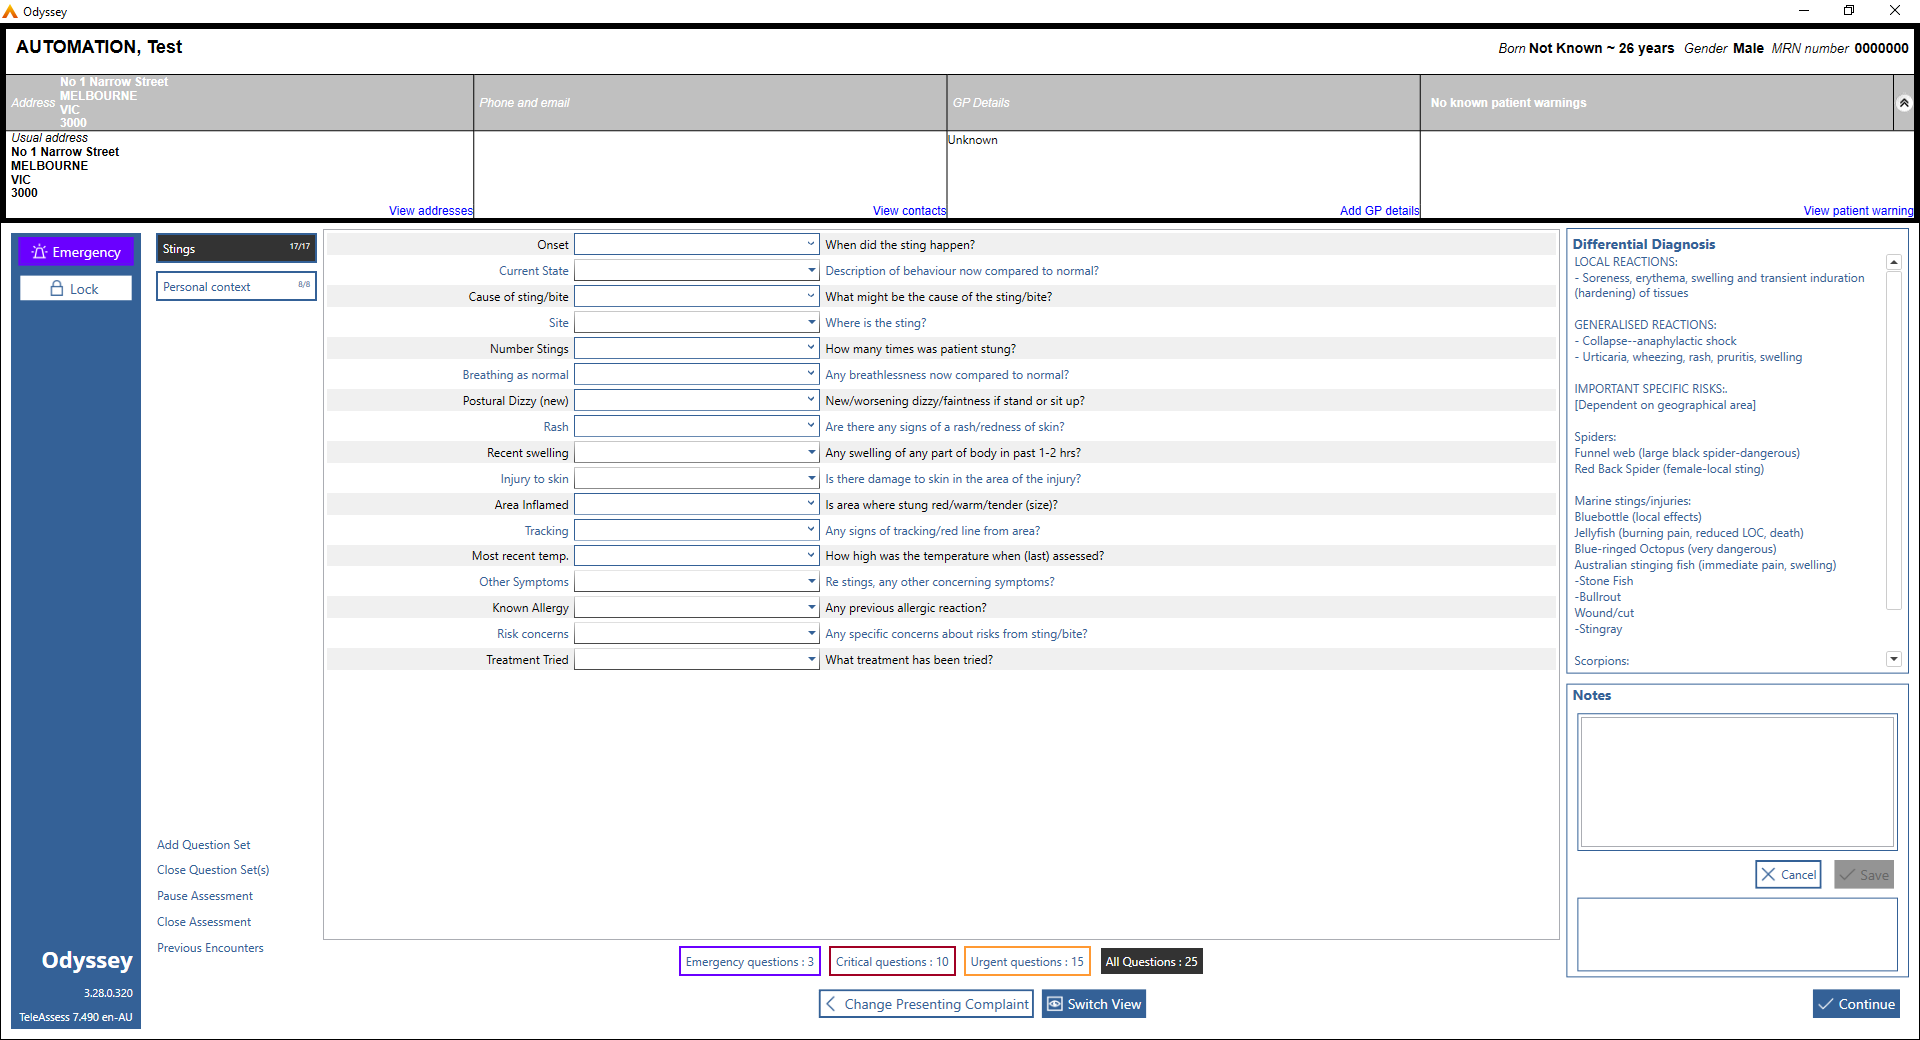 Odyssey
AUTOMATION, Test
Born Not Known ~ 26 years Gender Male MRN number 0000000
Address No 1 Narrow Street
MELBOURNE
VIC
3000
Phone and email
GP Details
No known patient warnings
Usual address
No 1 Narrow Street
MELBOURNE
VIC
3000
View addresses
View contacts
Unknown
Add GP details
View patient warning
Emergency
Lock
Stings 17/17
Personal context 8/8
Onset When did the sting happen?
Current State Description of behaviour now compared to normal?
Cause of sting/bite What might be the cause of the sting/bite?
Site Where is the sting?
Number Stings How many times was patient stung?
Breathing as normal Any breathlessness now compared to normal?
Postural Dizzy (new) New/worsening dizzy/faintness if stand or sit up?
Rash Are there any signs of a rash/redness of skin?
Recent swelling Any swelling of any part of body in past 1-2 hrs?
Injury to skin Is there damage to skin in the area of the injury?
Area Inflamed Is area where stung red/warm/tender (size)?
Tracking Any signs of tracking/red line from area?
Most recent temp. How high was the temperature when (last) assessed?
Other Symptoms Re stings, any other concerning symptoms?
Known Allergy Any previous allergic reaction?
Risk concerns Any specific concerns about risks from sting/bite?
Treatment Tried What treatment has been tried?
Differential Diagnosis
LOCAL REACTIONS:
- Soreness, erythema, swelling and transient induration
(hardening) of tissues
GENERALISED REACTIONS:
- Collapse--anaphylactic shock
- Urticaria, wheezing, rash, pruritis, swelling
IMPORTANT SPECIFIC RISKS:.
[Dependent on geographical area]
Spiders:
Funnel web (large black spider-dangerous)
Red Back Spider (female-local sting)
Marine stings/injuries:
Bluebottle (local effects)
Jellyfish (burning pain, reduced LOC, death)
Blue-ringed Octopus (very dangerous)
Australian stinging fish (immediate pain, swelling)
-Stone Fish
-Bullrout
Wound/cut
-Stingray
Scorpions:
Notes
Cancel
Save
Add Question Set
Close Question Set(s)
Pause Assessment
Close Assessment
Previous Encounters
Odyssey
3.28.0.320
TeleAssess 7.490 en-AU
Emergency questions : 3
Critical questions : 10
Urgent questions : 15
All Questions : 25
Change Presenting Complaint
Switch View
Continue